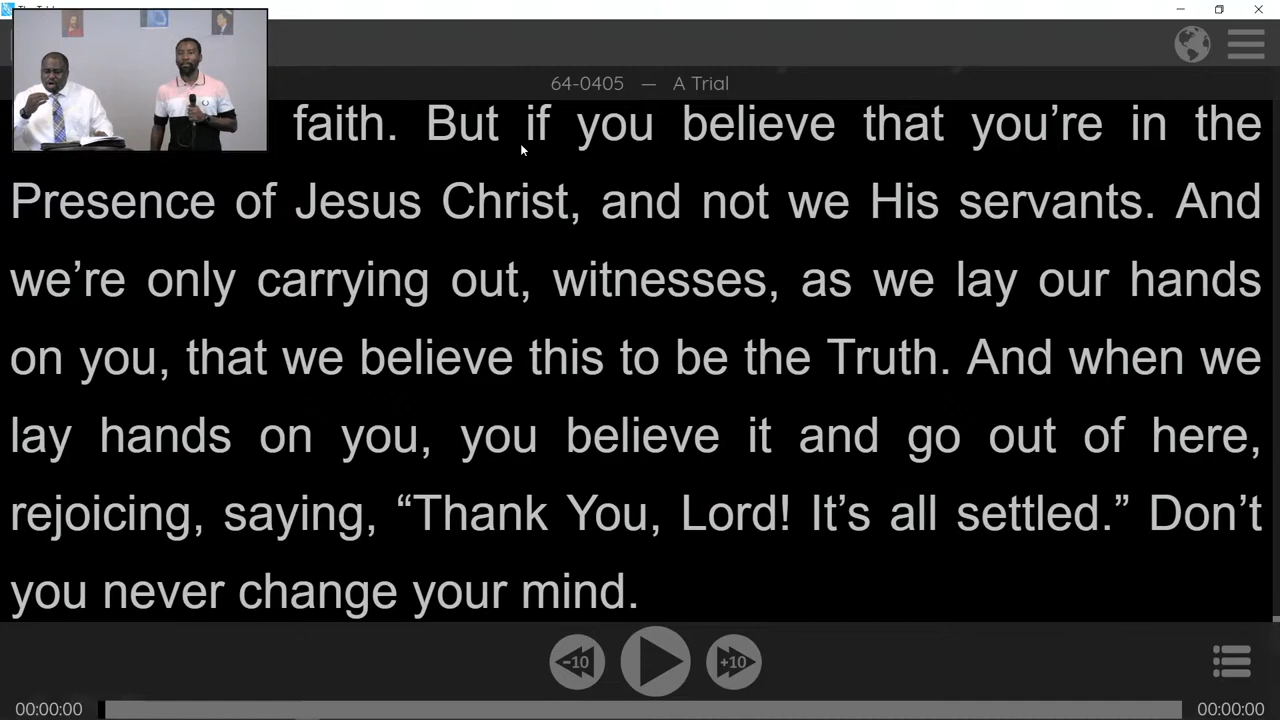 64-0405 — A Trial
faith. But if you believe that you’re in the
Presence of Jesus Christ, and not we His servants. And
we’re only carrying out, witnesses, as we lay our hands
on you, that we believe this to be the Truth. And when we
lay hands on you, you believe it and go out of here,
rejoicing, saying, “Thank You, Lord! It’s all settled.” Don’t
you never change your mind.
-10 +10
00:00:00 00:00:00